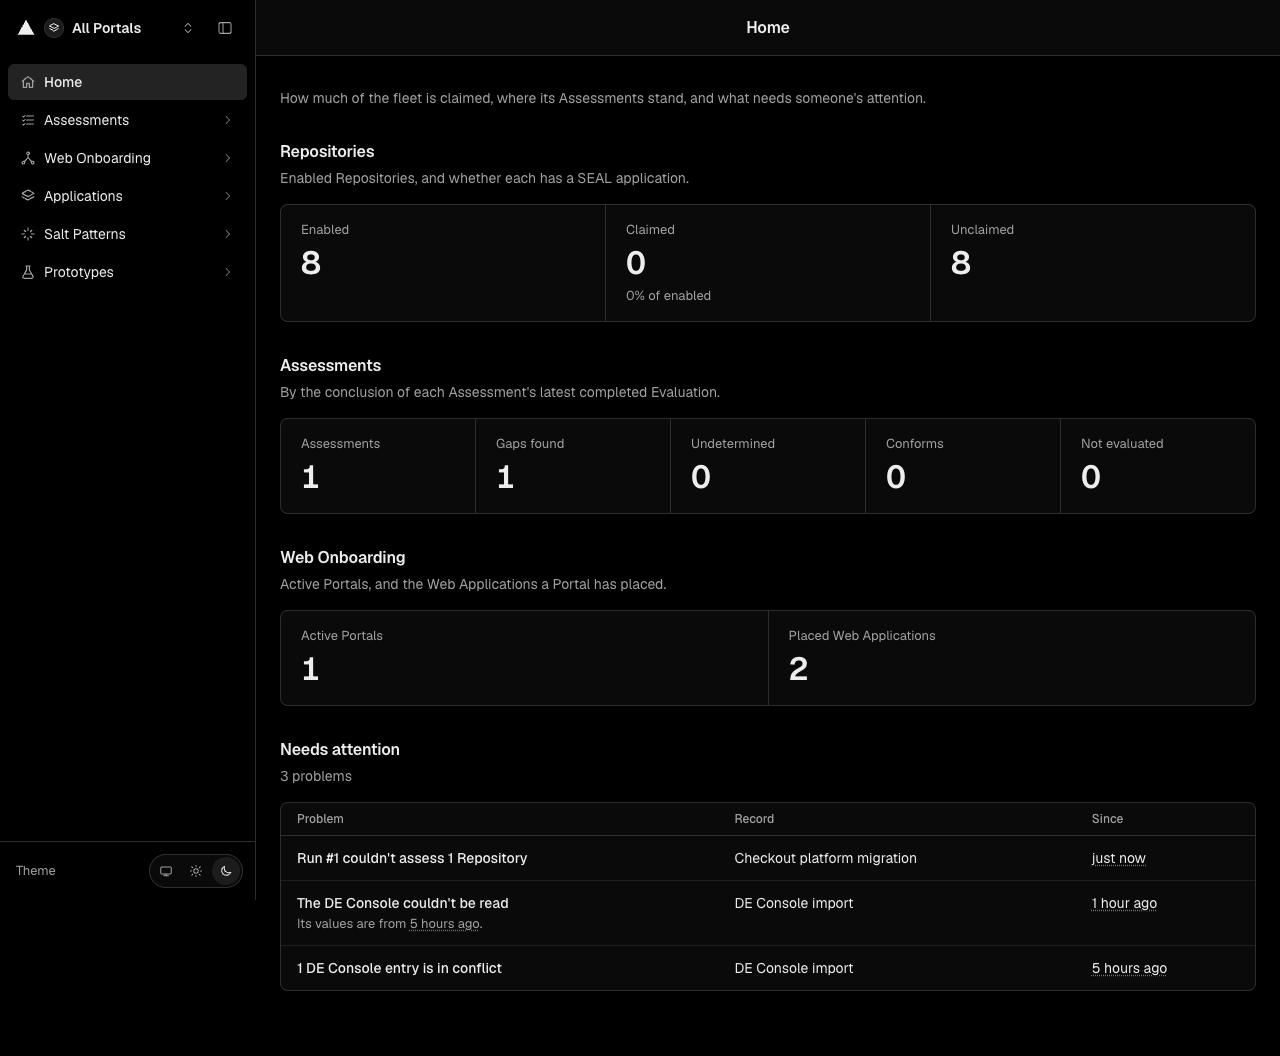 All Portals
Home
Assessments
Web Onboarding
Applications
Salt Patterns
Prototypes
Theme
Home
How much of the fleet is claimed, where its Assessments stand, and what needs someone's attention.
Repositories
Enabled Repositories, and whether each has a SEAL application.
Enabled
8
Claimed
0
0% of enabled
Unclaimed
8
Assessments
By the conclusion of each Assessment's latest completed Evaluation.
Assessments
1
Gaps found
1
Undetermined
0
Conforms
0
Not evaluated
0
Web Onboarding
Active Portals, and the Web Applications a Portal has placed.
Active Portals
1
Placed Web Applications
2
Needs attention
3 problems
Problem Record Since
Run #1 couldn't assess 1 Repository Checkout platform migration just now
The DE Console couldn't be read DE Console import 1 hour ago
Its values are from 5 hours ago.
1 DE Console entry is in conflict DE Console import 5 hours ago